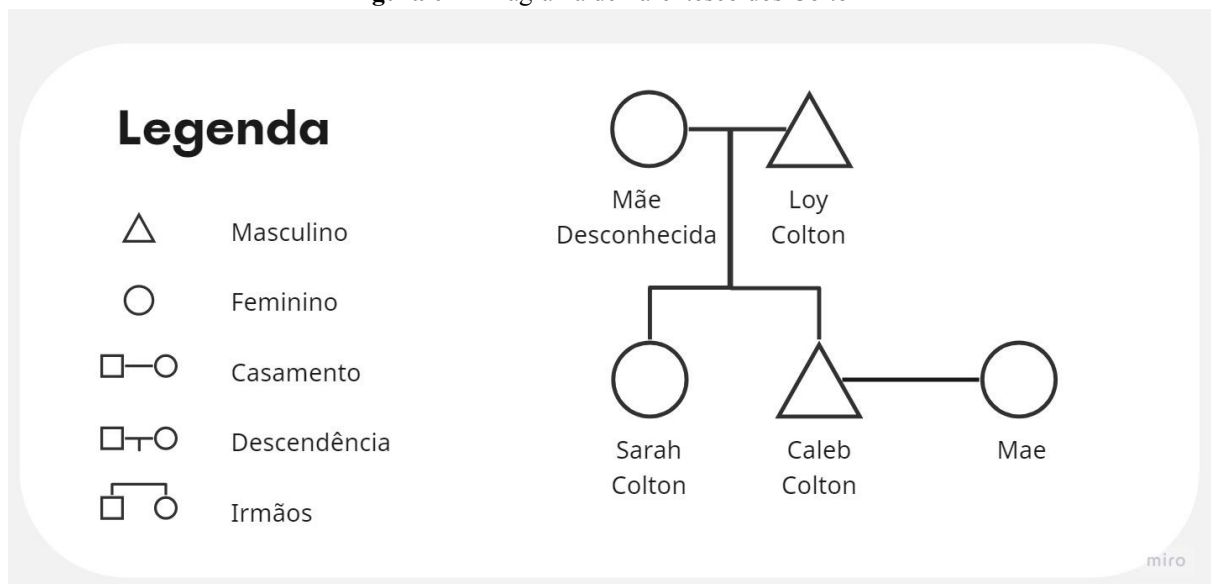 Legenda
Masculino
Feminino
Casamento
Descendência
Irmãos
Mãe
Desconhecida
Loy
Colton
Sarah
Colton
Caleb
Colton
Mae
miro